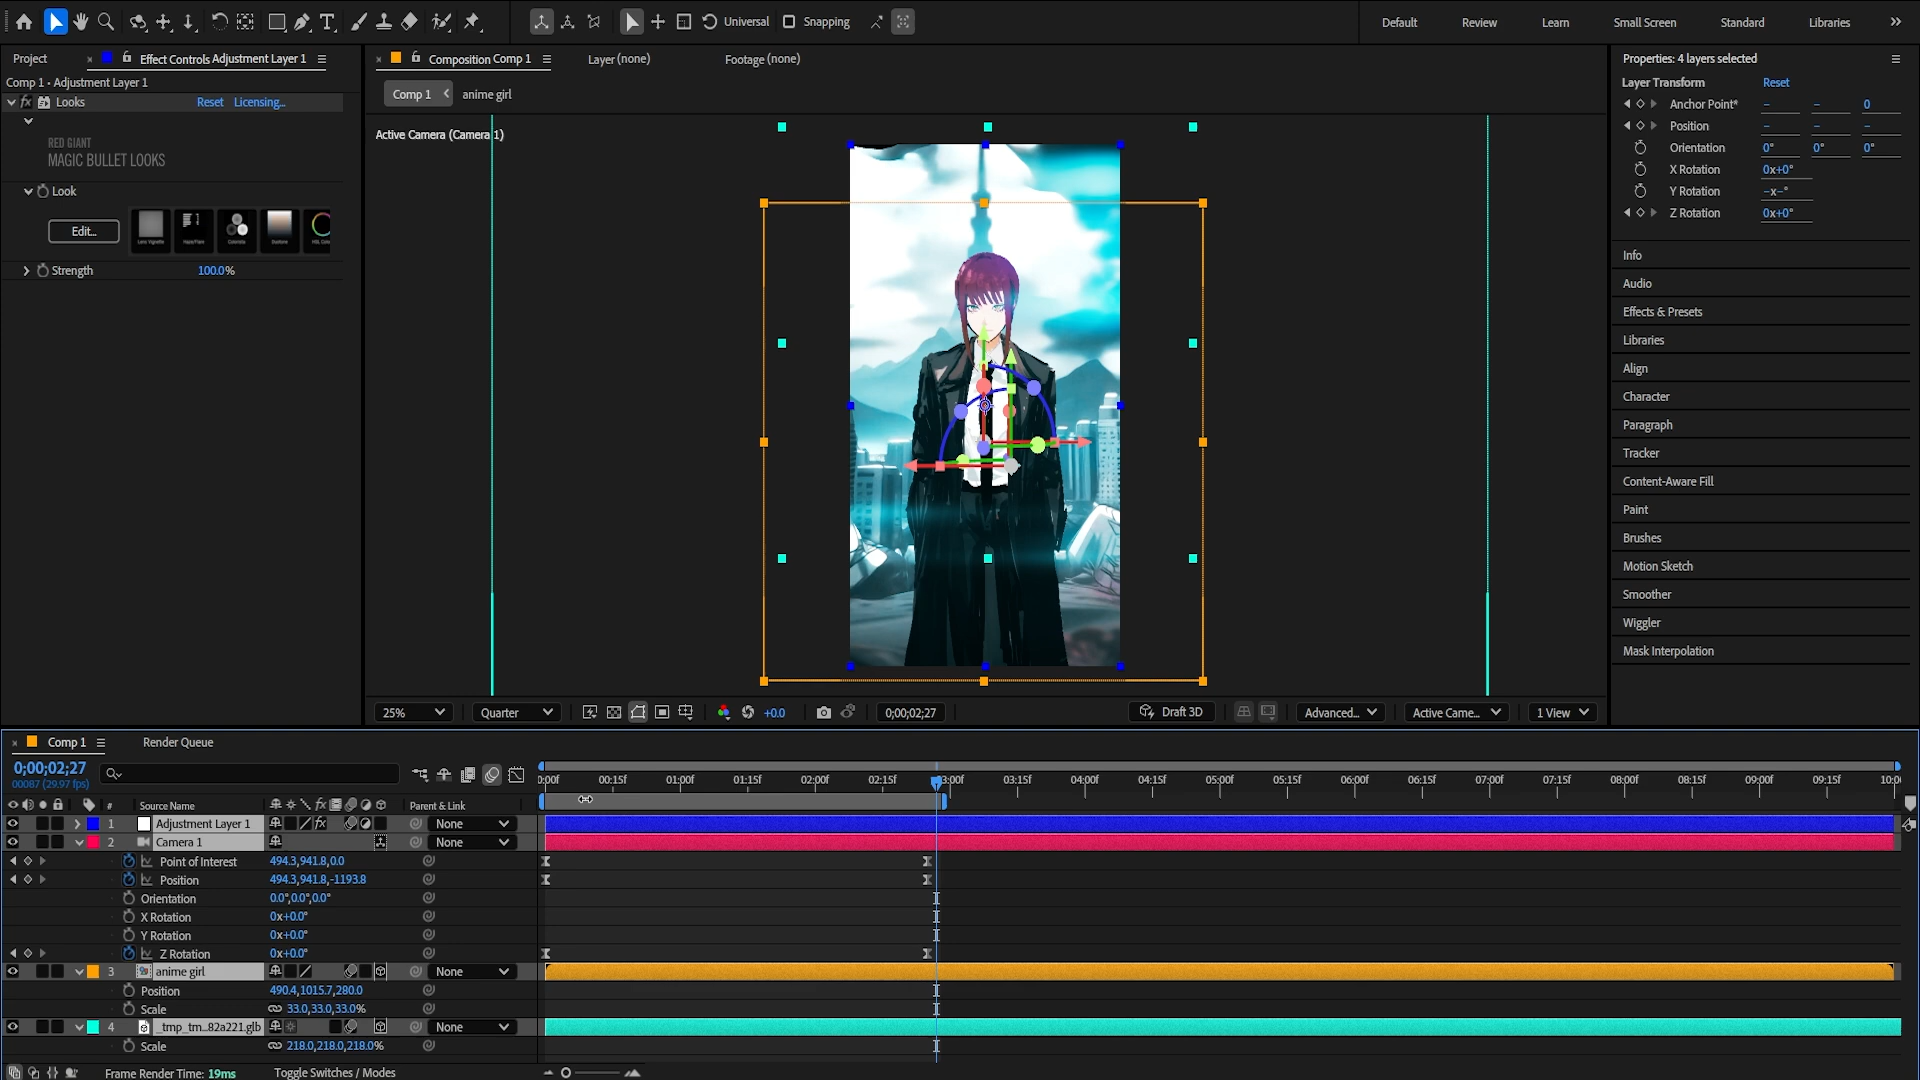 Universal
Snapping
Default
Review
Learn
Small Screen
Standard
Libraries
Project
Effect Controls Adjustment Layer 1
Composition Comp 1
Layer (none)
Footage (none)
Properties: 4 layers selected
Comp 1 • Adjustment Layer 1
fx Looks Reset Licensing...
RED GIANT
MAGIC BULLET LOOKS
Look
Edit...
Strength 100.0%
Comp 1
anime girl
Active Camera (Camera 1)
Layer Transform Reset
Anchor Point* – – 0
Position – – –
Orientation 0° 0° 0°
X Rotation 0x+0°
Y Rotation –x–°
Z Rotation 0x+0°
Info
Audio
Effects & Presets
Libraries
Align
Character
Paragraph
Tracker
Content-Aware Fill
Paint
Brushes
Motion Sketch
Smoother
Wiggler
Mask Interpolation
25%
Quarter
+0.0
0;00;02;27
Draft 3D
Advanced...
Active Came...
1 View
Comp 1
Render Queue
0;00;02;27
00087 (29.97 fps)
0:00f 00:15f 01:00f 01:15f 02:00f 02:15f 03:00f 03:15f 04:00f 04:15f 05:00f 05:15f 06:00f 06:15f 07:00f 07:15f 08:00f 08:15f 09:00f 09:15f 10:0
# Source Name fx Parent & Link
1 Adjustment Layer 1 fx None
2 Camera 1 None
Point of Interest 494.3,941.8,0.0
Position 494.3,941.8,-1193.8
Orientation 0.0°,0.0°,0.0°
X Rotation 0x+0.0°
Y Rotation 0x+0.0°
Z Rotation 0x+0.0°
3 anime girl None
Position 490.4,1015.7,280.0
Scale 33.0,33.0,33.0%
4 _tmp_tm...82a221.glb None
Scale 218.0,218.0,218.0%
Frame Render Time: 19ms
Toggle Switches / Modes